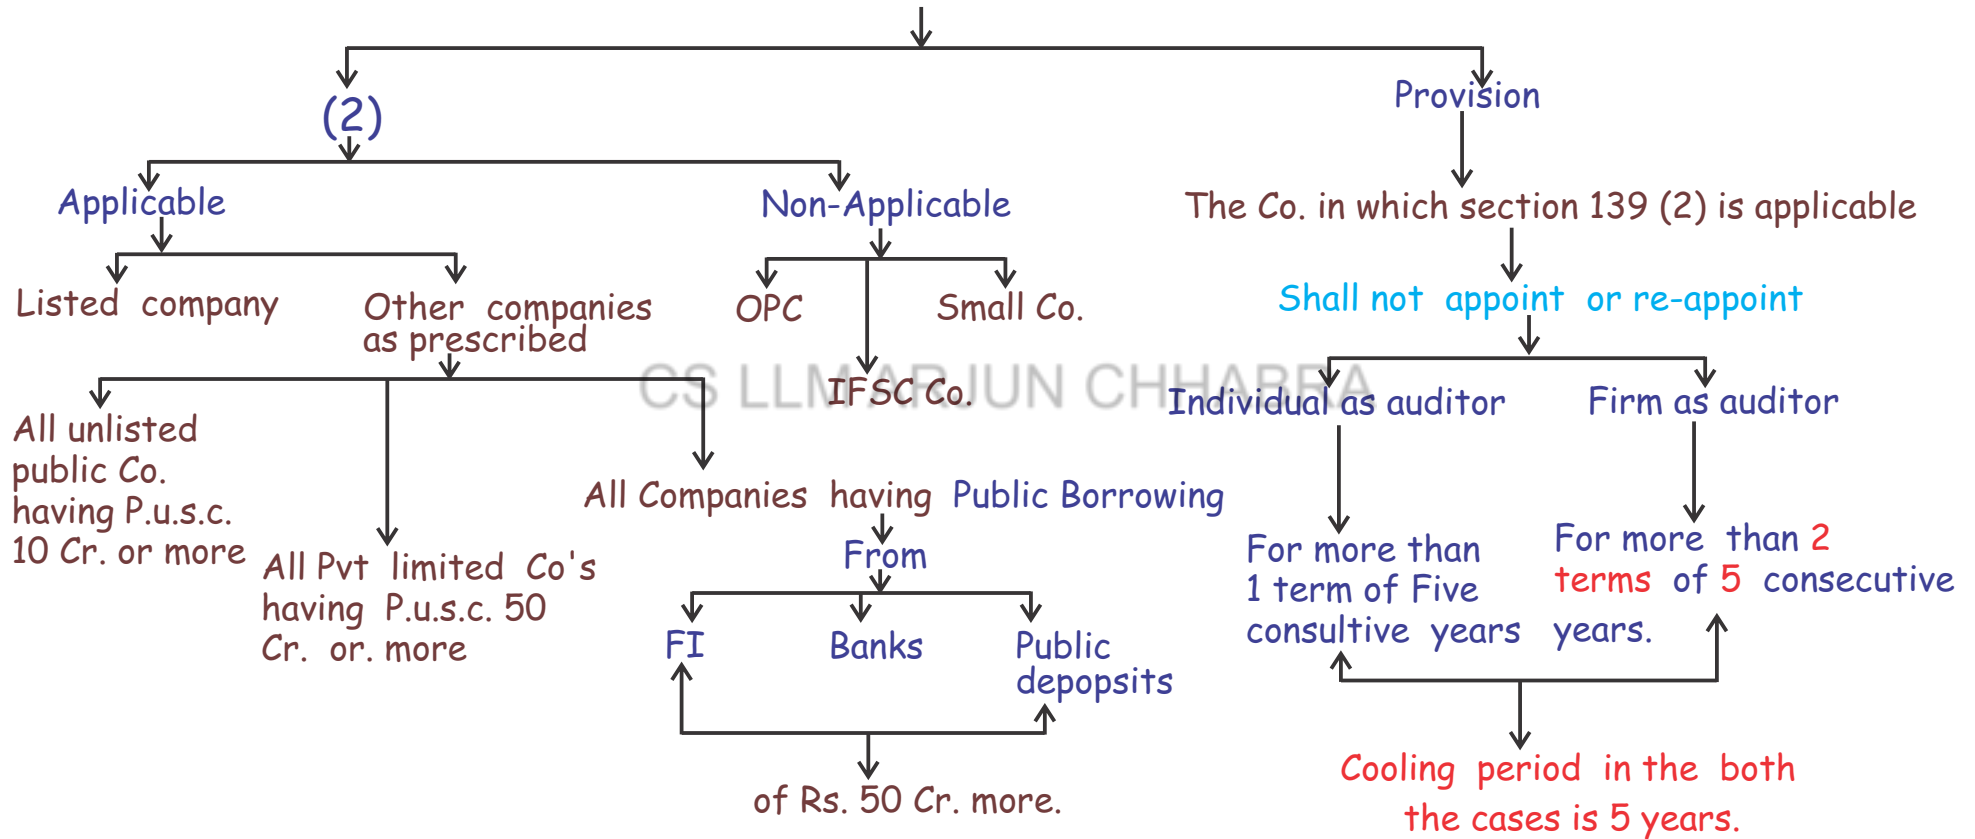 (2)
Provision
Applicable
Non-Applicable
The Co. in which section 139 (2) is applicable
Listed company
Other companies
as prescribed
OPC
Small Co.
IFSC Co.
Shall not appoint or re-appoint
CS LLM ARJUN CHHABRA
Individual as auditor
Firm as auditor
All unlisted
public Co.
having P.u.s.c.
10 Cr. or more
All Pvt limited Co's
having P.u.s.c. 50
Cr. or. more
All Companies having Public Borrowing
From
FI
Banks
Public
depopsits
of Rs. 50 Cr. more.
For more than
1 term of Five
consultive years
For more than 2
terms of 5 consecutive
years.
Cooling period in the both
the cases is 5 years.